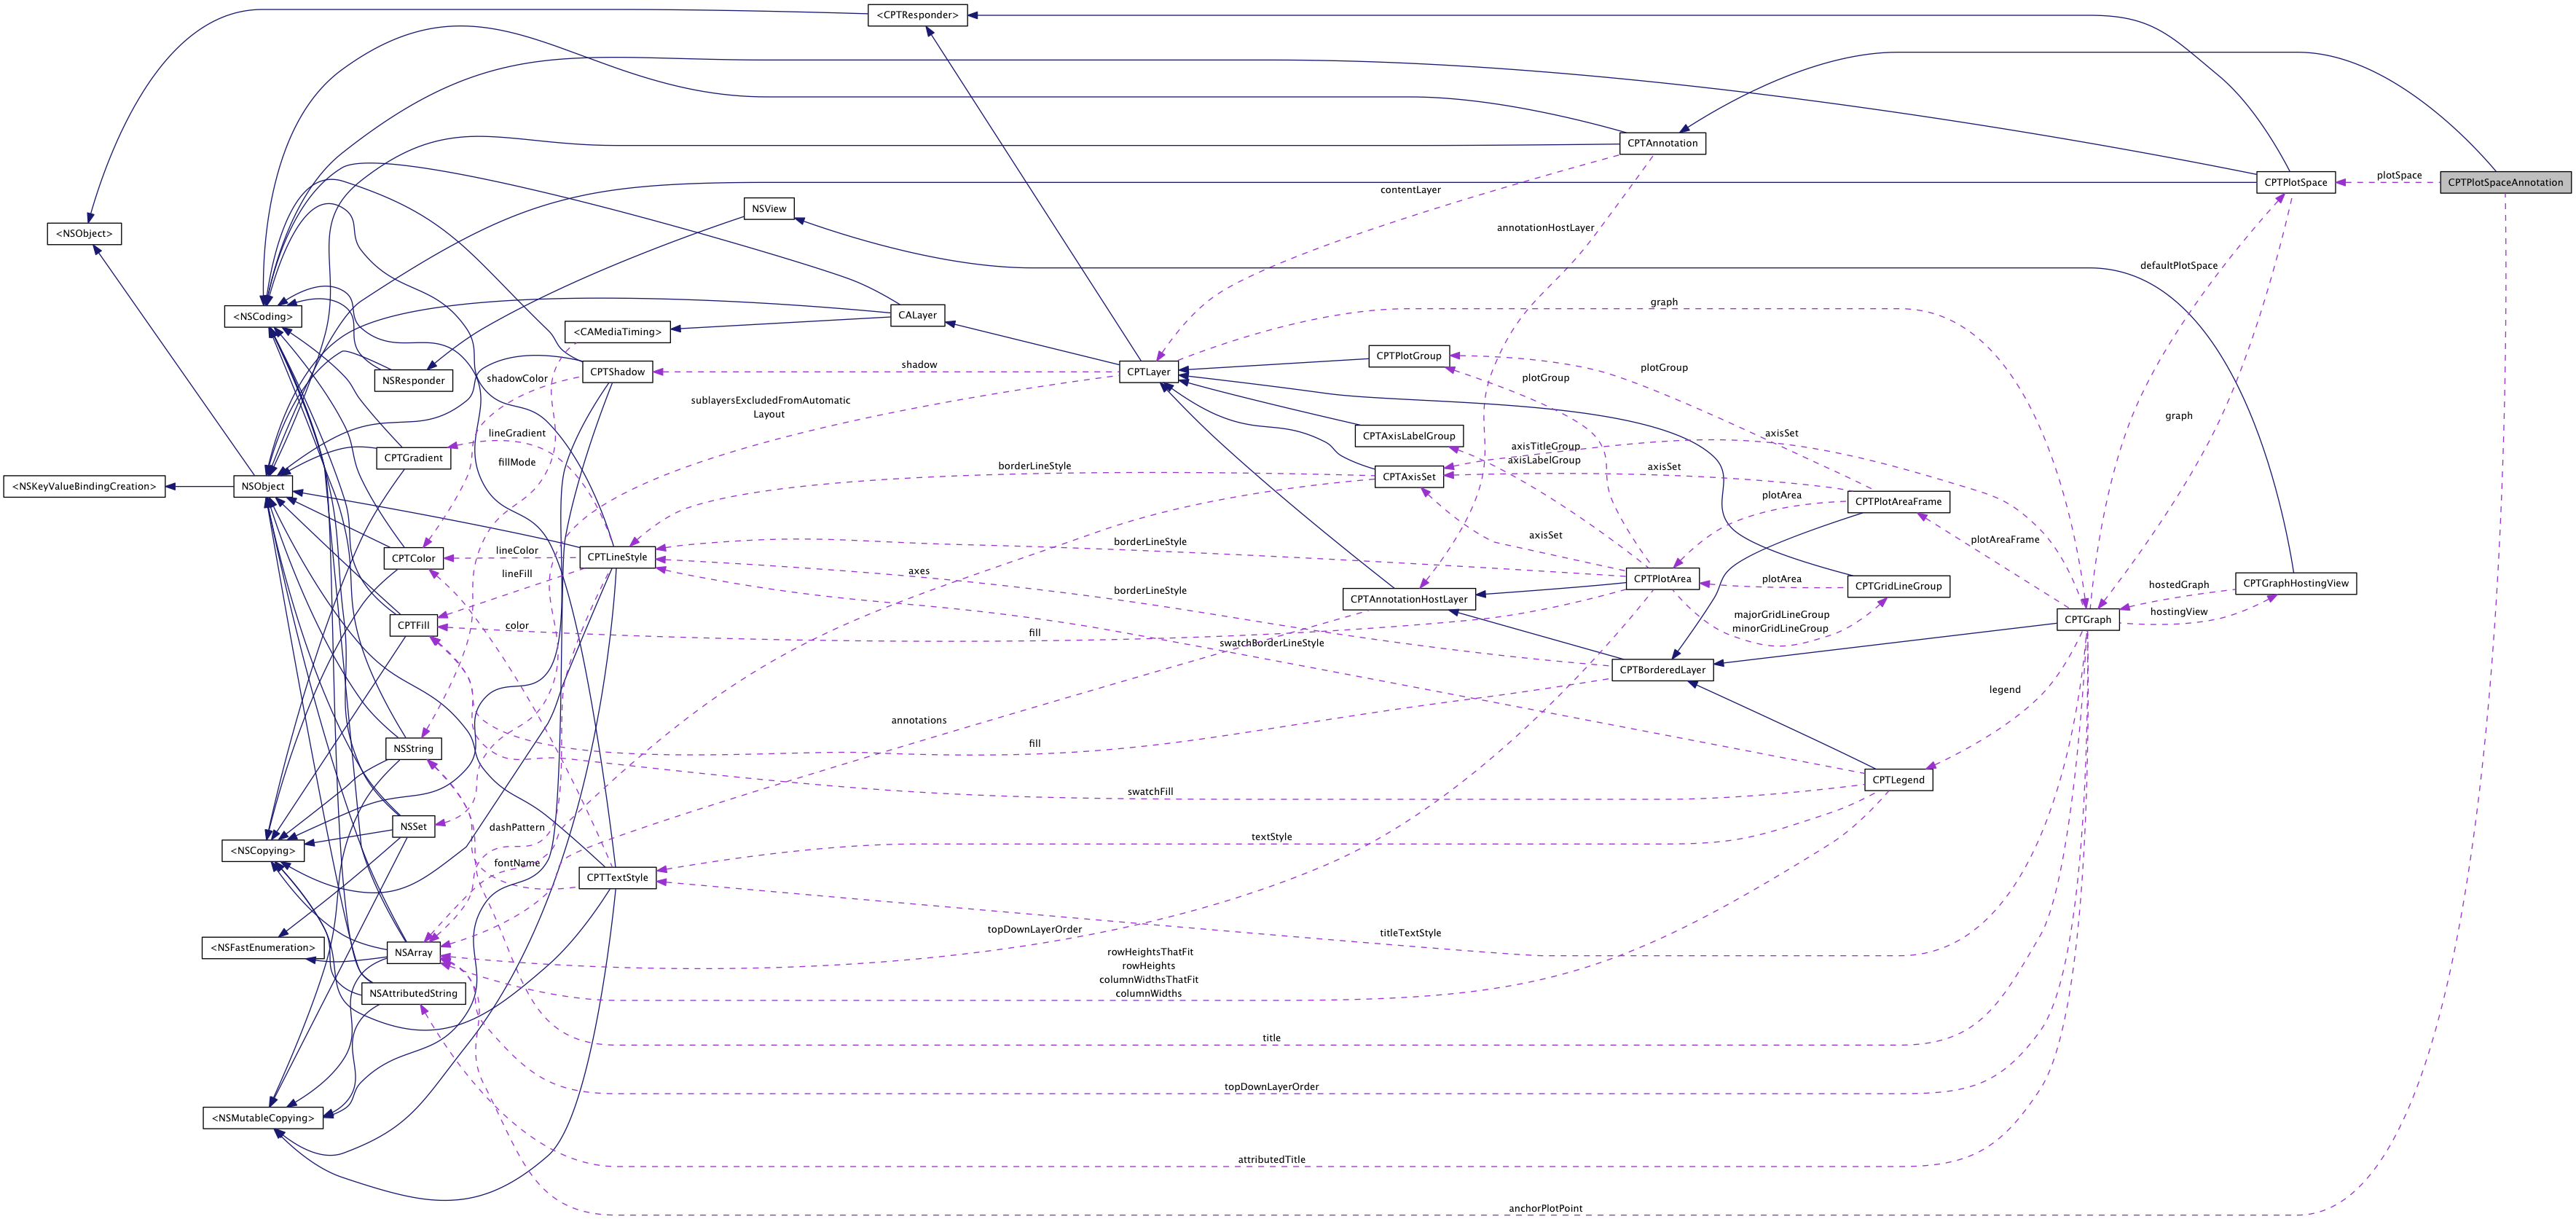 <CPTResponder>
CPTAnnotation
CPTPlotSpace
plotSpace
CPTPlotSpaceAnnotation
contentLayer
NSView
annotationHostLayer
<NSObject>
defaultPlotSpace
graph
<NSCoding>
CALayer
<CAMediaTiming>
CPTPlotGroup
NSResponder
shadowColor
CPTShadow
shadow
CPTLayer
plotGroup
plotGroup
sublayersExcludedFromAutomatic
Layout
graph
lineGradient
CPTAxisLabelGroup
axisSet
axisTitleGroup
axisLabelGroup
CPTGradient
fillMode
borderLineStyle
CPTAxisSet
axisSet
<NSKeyValueBindingCreation>
NSObject
plotArea
CPTPlotAreaFrame
lineColor
CPTColor
CPTLineStyle
borderLineStyle
axisSet
plotAreaFrame
lineFill
axes
CPTPlotArea
plotArea
CPTGridLineGroup
hostedGraph
CPTGraphHostingView
borderLineStyle
CPTAnnotationHostLayer
majorGridLineGroup
minorGridLineGroup
hostingView
CPTFill
color
fill
CPTGraph
swatchBorderLineStyle
CPTBorderedLayer
legend
annotations
NSString
fill
CPTLegend
swatchFill
NSSet
dashPattern
textStyle
<NSCopying>
fontName
CPTTextStyle
<NSFastEnumeration>
NSArray
topDownLayerOrder
titleTextStyle
rowHeightsThatFit
rowHeights
columnWidthsThatFit
columnWidths
NSAttributedString
title
topDownLayerOrder
<NSMutableCopying>
attributedTitle
anchorPlotPoint